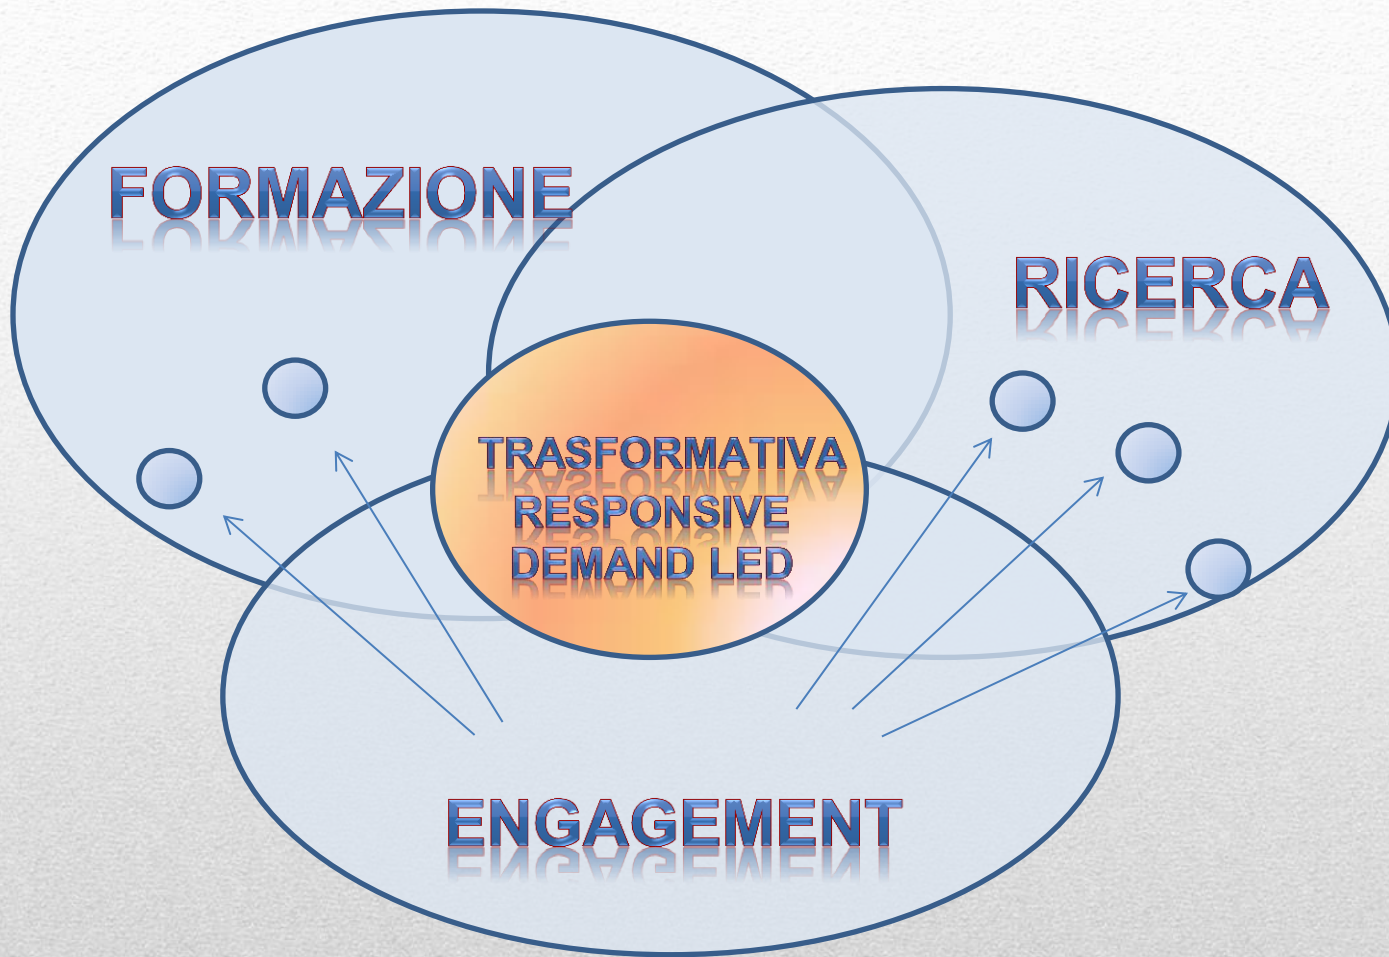 FORMAZIONE
RICERCA
TRASFORMATIVA
RESPONSIVE
DEMAND LED
ENGAGEMENT